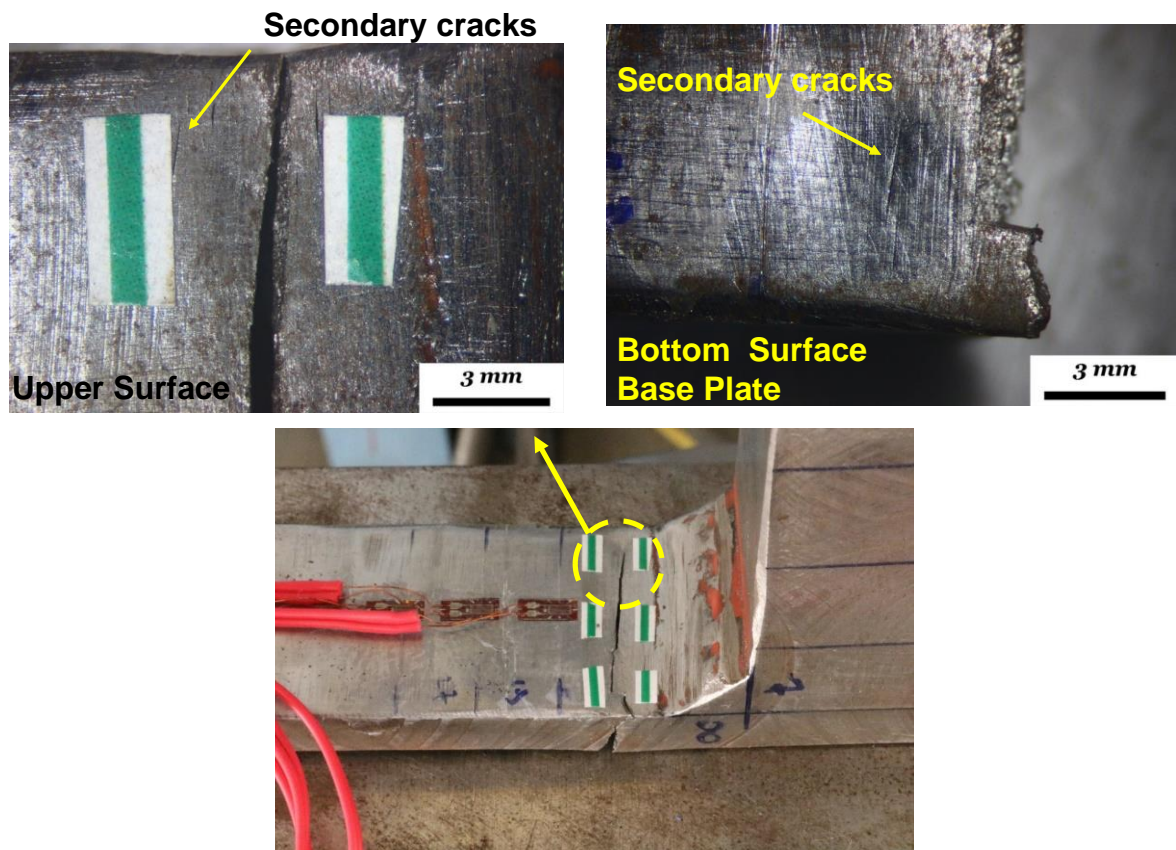 Secondary cracks
Upper Surface
3 mm
Secondary cracks
Bottom Surface
Base Plate
3 mm
8